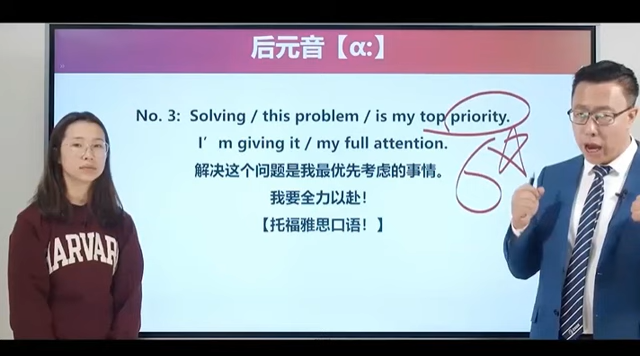 后元音【ɑ:】
No. 3: Solving / this problem / is my top priority.
I'm giving it / my full attention.
解决这个问题是我最优先考虑的事情。
我要全力以赴！
【托福雅思口语！】
5☆
HARVAR